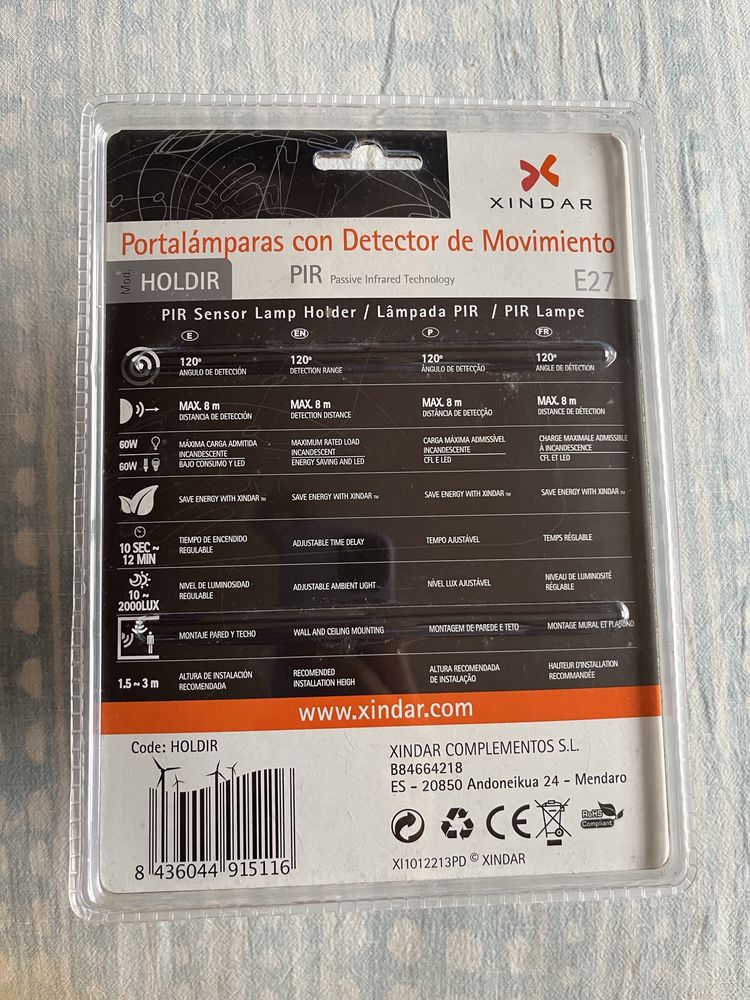 XINDAR
Portalámparas con Detector de Movimiento
Mod. HOLDIR PIR Passive Infrared Technology E27
PIR Sensor Lamp Holder / Lâmpada PIR / PIR Lampe
E EN P FR
120º 120º 120º 120º
ÁNGULO DE DETECCIÓN DETECTION RANGE ÂNGULO DE DETECÇÃO ANGLE DE DÉTECTION
MAX. 8 m MAX. 8 m MAX. 8 m MAX. 8 m
DISTANCIA DE DETECCIÓN DETECTION DISTANCE DISTÂNCIA DE DETECÇÃO DISTANCE DE DÉTECTION
60W MÁXIMA CARGA ADMITIDA MAXIMUM RATED LOAD CARGA MÁXIMA ADMISSÍVEL CHARGE MAXIMALE ADMISSIBLE
INCANDESCENTE INCANDESCENT INCANDESCENTE À INCANDESCENCE
60W BAJO CONSUMO Y LED ENERGY SAVING AND LED CFL E LED CFL ET LED
SAVE ENERGY WITH XINDAR TM SAVE ENERGY WITH XINDAR TM SAVE ENERGY WITH XINDAR TM SAVE ENERGY WITH XINDAR TM
10 SEC ~ TIEMPO DE ENCENDIDO ADJUSTABLE TIME DELAY TEMPO AJUSTÁVEL TEMPS RÉGLABLE
12 MIN REGULABLE
10 ~ NIVEL DE LUMINOSIDAD ADJUSTABLE AMBIENT LIGHT NÍVEL LUX AJUSTÁVEL NIVEAU DE LUMINOSITÉ
2000LUX REGULABLE RÉGLABLE
MONTAJE PARED Y TECHO WALL AND CEILING MOUNTING MONTAGEM DE PAREDE E TETO MONTAGE MURAL ET PLAFOND
1.5 ~ 3 m ALTURA DE INSTALACIÓN RECOMENDED ALTURA RECOMENDADA HAUTEUR D'INSTALLATION
RECOMENDADA INSTALLATION HEIGH DE INSTALAÇÃO RECOMMANDÉE
www.xindar.com
Code: HOLDIR
8 436044 915116
XINDAR COMPLEMENTOS S.L.
B84664218
ES - 20850 Andoneikua 24 - Mendaro
CE RoHS
Compliant
XI1012213PD © XINDAR